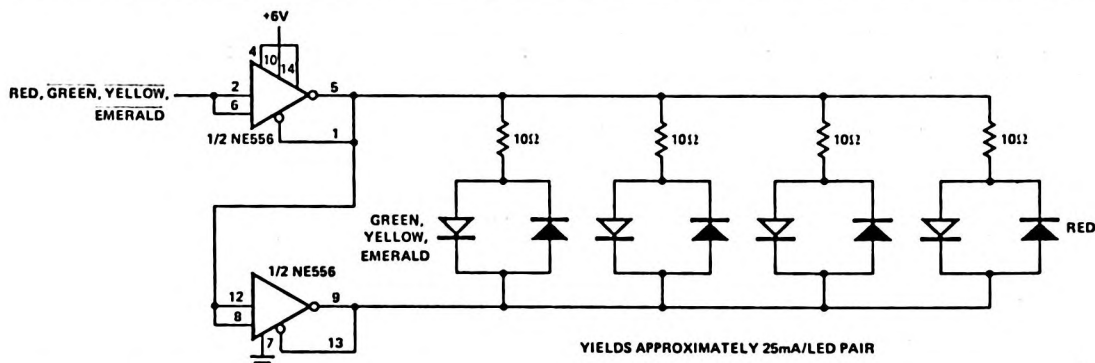 +6V
4
10
14
RED, GREEN, YELLOW,
EMERALD
2
6
5
1
1/2 NE556
10Ω
10Ω
10Ω
10Ω
GREEN,
YELLOW,
EMERALD
RED
1/2 NE556
12
8
9
7
13
YIELDS APPROXIMATELY 25mA/LED PAIR